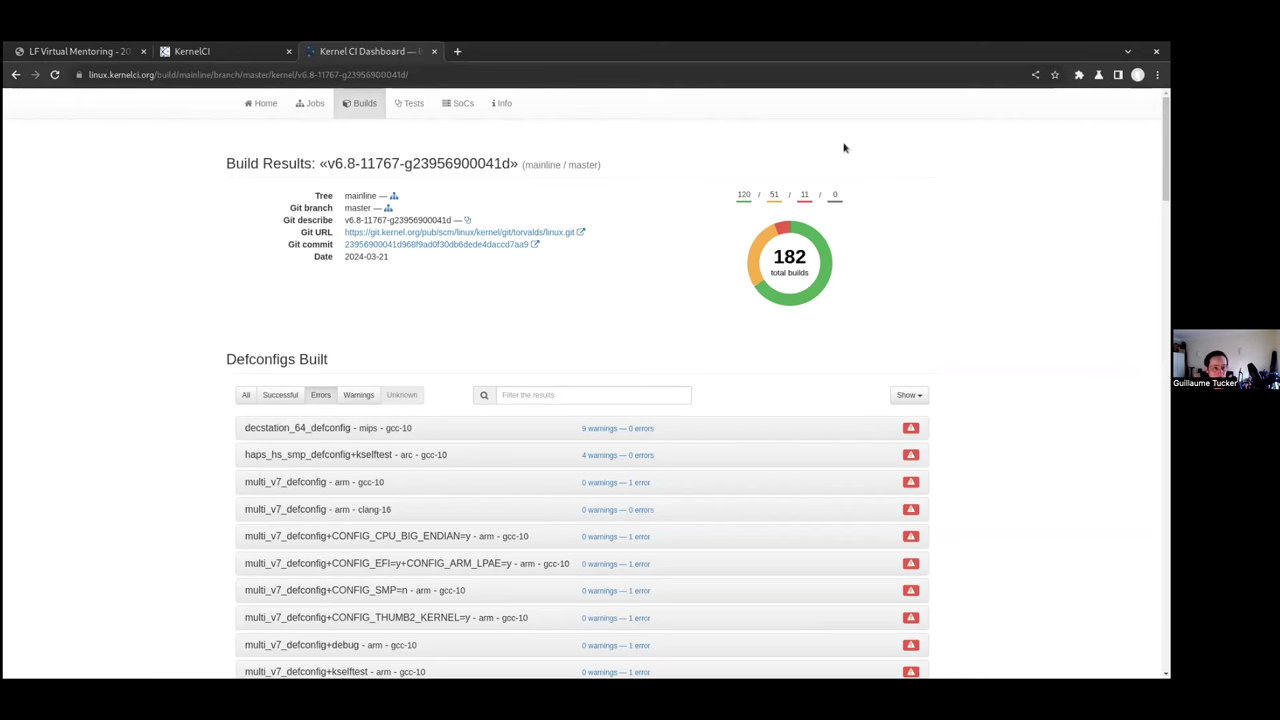 LF Virtual Mentoring - 20
KernelCI
Kernel CI Dashboard — B
linux.kernelci.org/build/mainline/branch/master/kernel/v6.8-11767-g23956900041d/
Home Jobs Builds Tests SoCs Info
Build Results: «v6.8-11767-g23956900041d» (mainline / master)
120 / 51 / 11 / 0
Tree mainline —
Git branch master —
Git describe v6.8-11767-g23956900041d —
Git URL https://git.kernel.org/pub/scm/linux/kernel/git/torvalds/linux.git
Git commit 23956900041d968f9ad0f30db6dede4daccd7aa9
Date 2024-03-21
182
total builds
Defconfigs Built
All Successful Errors Warnings Unknown Filter the results Show
decstation_64_defconfig - mips - gcc-10 9 warnings — 0 errors
haps_hs_smp_defconfig+kselftest - arc - gcc-10 4 warnings — 0 errors
multi_v7_defconfig - arm - gcc-10 0 warnings — 1 error
multi_v7_defconfig - arm - clang-16 0 warnings — 0 errors
multi_v7_defconfig+CONFIG_CPU_BIG_ENDIAN=y - arm - gcc-10 0 warnings — 1 error
multi_v7_defconfig+CONFIG_EFI=y+CONFIG_ARM_LPAE=y - arm - gcc-10 0 warnings — 1 error
multi_v7_defconfig+CONFIG_SMP=n - arm - gcc-10 0 warnings — 1 error
multi_v7_defconfig+CONFIG_THUMB2_KERNEL=y - arm - gcc-10 0 warnings — 1 error
multi_v7_defconfig+debug - arm - gcc-10 0 warnings — 1 error
multi_v7_defconfig+kselftest - arm - gcc-10 0 warnings — 1 error
Guillaume Tucker